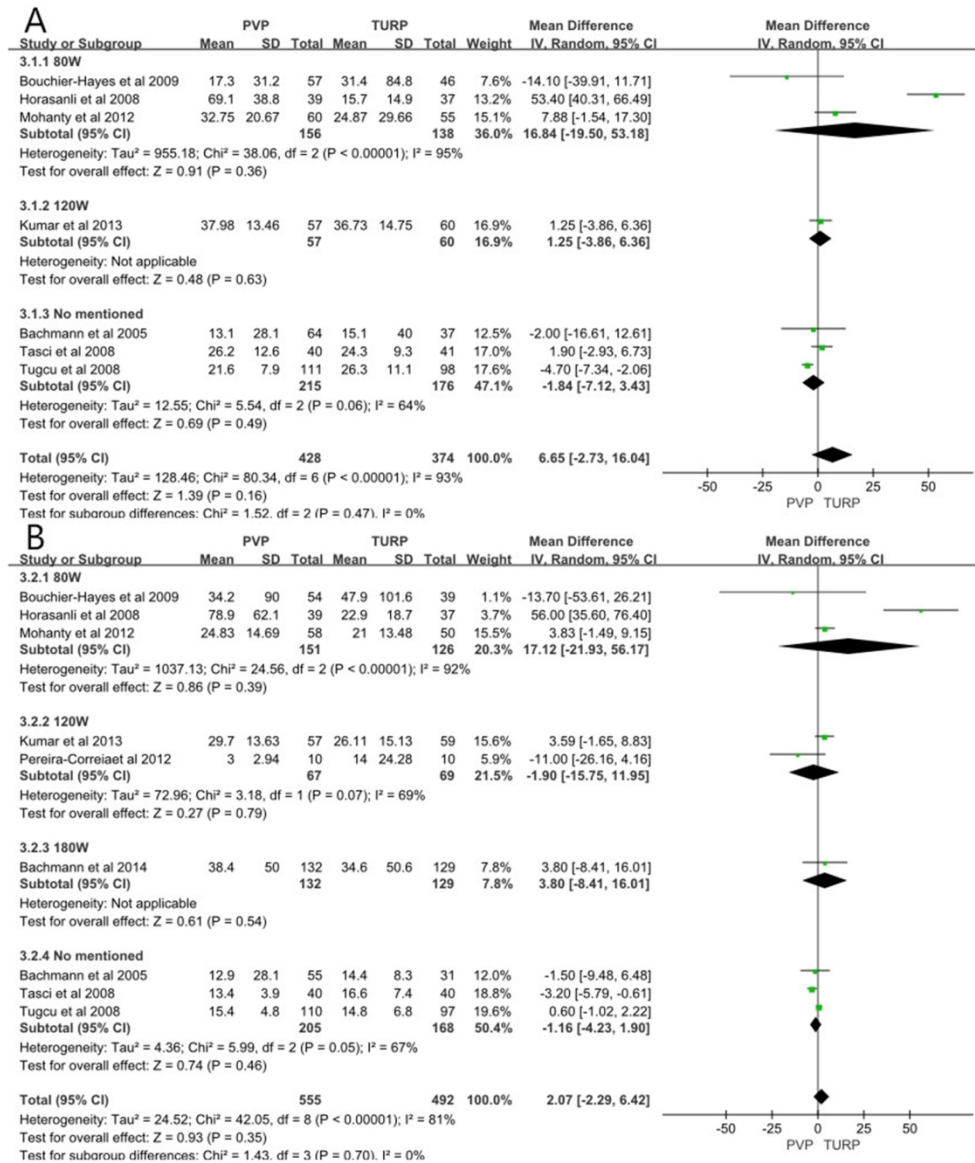 A
PVP TURP Mean Difference Mean Difference
Study or Subgroup Mean SD Total Mean SD Total Weight IV, Random, 95% CI IV, Random, 95% CI
3.1.1 80W
Bouchier-Hayes et al 2009 17.3 31.2 57 31.4 84.8 46 7.6% -14.10 [-39.91, 11.71]
Horasanli et al 2008 69.1 38.8 39 15.7 14.9 37 13.2% 53.40 [40.31, 66.49]
Mohanty et al 2012 32.75 20.67 60 24.87 29.66 55 15.1% 7.88 [-1.54, 17.30]
Subtotal (95% CI) 156 138 36.0% 16.84 [-19.50, 53.18]
Heterogeneity: Tau² = 955.18; Chi² = 38.06, df = 2 (P < 0.00001); I² = 95%
Test for overall effect: Z = 0.91 (P = 0.36)
3.1.2 120W
Kumar et al 2013 37.98 13.46 57 36.73 14.75 60 16.9% 1.25 [-3.86, 6.36]
Subtotal (95% CI) 57 60 16.9% 1.25 [-3.86, 6.36]
Heterogeneity: Not applicable
Test for overall effect: Z = 0.48 (P = 0.63)
3.1.3 No mentioned
Bachmann et al 2005 13.1 28.1 64 15.1 40 37 12.5% -2.00 [-16.61, 12.61]
Tasci et al 2008 26.2 12.6 40 24.3 9.3 41 17.0% 1.90 [-2.93, 6.73]
Tugcu et al 2008 21.6 7.9 111 26.3 11.1 98 17.6% -4.70 [-7.34, -2.06]
Subtotal (95% CI) 215 176 47.1% -1.84 [-7.12, 3.43]
Heterogeneity: Tau² = 12.55; Chi² = 5.54, df = 2 (P = 0.06); I² = 64%
Test for overall effect: Z = 0.69 (P = 0.49)
Total (95% CI) 428 374 100.0% 6.65 [-2.73, 16.04]
Heterogeneity: Tau² = 128.46; Chi² = 80.34, df = 6 (P < 0.00001); I² = 93%
Test for overall effect: Z = 1.39 (P = 0.16)
Test for subgroup differences: Chi² = 1.52, df = 2 (P = 0.47), I² = 0%
-50 -25 0 25 50
PVP TURP
B
PVP TURP Mean Difference Mean Difference
Study or Subgroup Mean SD Total Mean SD Total Weight IV, Random, 95% CI IV, Random, 95% CI
3.2.1 80W
Bouchier-Hayes et al 2009 34.2 90 54 47.9 101.6 39 1.1% -13.70 [-53.61, 26.21]
Horasanli et al 2008 78.9 62.1 39 22.9 18.7 37 3.7% 56.00 [35.60, 76.40]
Mohanty et al 2012 24.83 14.69 58 21 13.48 50 15.5% 3.83 [-1.49, 9.15]
Subtotal (95% CI) 151 126 20.3% 17.12 [-21.93, 56.17]
Heterogeneity: Tau² = 1037.13; Chi² = 24.56, df = 2 (P < 0.00001); I² = 92%
Test for overall effect: Z = 0.86 (P = 0.39)
3.2.2 120W
Kumar et al 2013 29.7 13.63 57 26.11 15.13 59 15.6% 3.59 [-1.65, 8.83]
Pereira-Correiaet al 2012 3 2.94 10 14 24.28 10 5.9% -11.00 [-26.16, 4.16]
Subtotal (95% CI) 67 69 21.5% -1.90 [-15.75, 11.95]
Heterogeneity: Tau² = 72.96; Chi² = 3.18, df = 1 (P = 0.07); I² = 69%
Test for overall effect: Z = 0.27 (P = 0.79)
3.2.3 180W
Bachmann et al 2014 38.4 50 132 34.6 50.6 129 7.8% 3.80 [-8.41, 16.01]
Subtotal (95% CI) 132 129 7.8% 3.80 [-8.41, 16.01]
Heterogeneity: Not applicable
Test for overall effect: Z = 0.61 (P = 0.54)
3.2.4 No mentioned
Bachmann et al 2005 12.9 28.1 55 14.4 8.3 31 12.0% -1.50 [-9.48, 6.48]
Tasci et al 2008 13.4 3.9 40 16.6 7.4 40 18.8% -3.20 [-5.79, -0.61]
Tugcu et al 2008 15.4 4.8 110 14.8 6.8 97 19.6% 0.60 [-1.02, 2.22]
Subtotal (95% CI) 205 168 50.4% -1.16 [-4.23, 1.90]
Heterogeneity: Tau² = 4.36; Chi² = 5.99, df = 2 (P = 0.05); I² = 67%
Test for overall effect: Z = 0.74 (P = 0.46)
Total (95% CI) 555 492 100.0% 2.07 [-2.29, 6.42]
Heterogeneity: Tau² = 24.52; Chi² = 42.05, df = 8 (P < 0.00001); I² = 81%
Test for overall effect: Z = 0.93 (P = 0.35)
Test for subgroup differences: Chi² = 1.43, df = 3 (P = 0.70), I² = 0%
-50 -25 0 25 50
PVP TURP